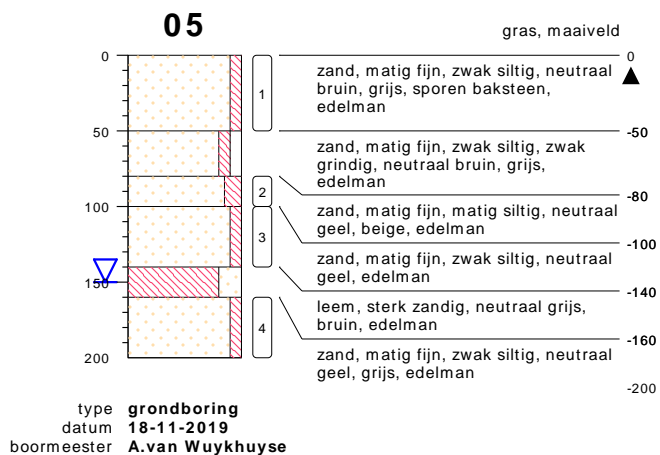 05
gras, maaiveld
0
0
zand, matig fijn, zwak siltig, neutraal
bruin, grijs, sporen baksteen,
edelman
1
50
-50
zand, matig fijn, zwak siltig, zwak
grindig, neutraal bruin, grijs,
edelman
-80
2
zand, matig fijn, matig siltig, neutraal
geel, beige, edelman
100
-100
3
zand, matig fijn, zwak siltig, neutraal
geel, edelman
-140
150
leem, sterk zandig, neutraal grijs,
bruin, edelman
-160
4
zand, matig fijn, zwak siltig, neutraal
geel, grijs, edelman
200
-200
type grondboring
datum 18-11-2019
boormeester A.van Wuykhuyse